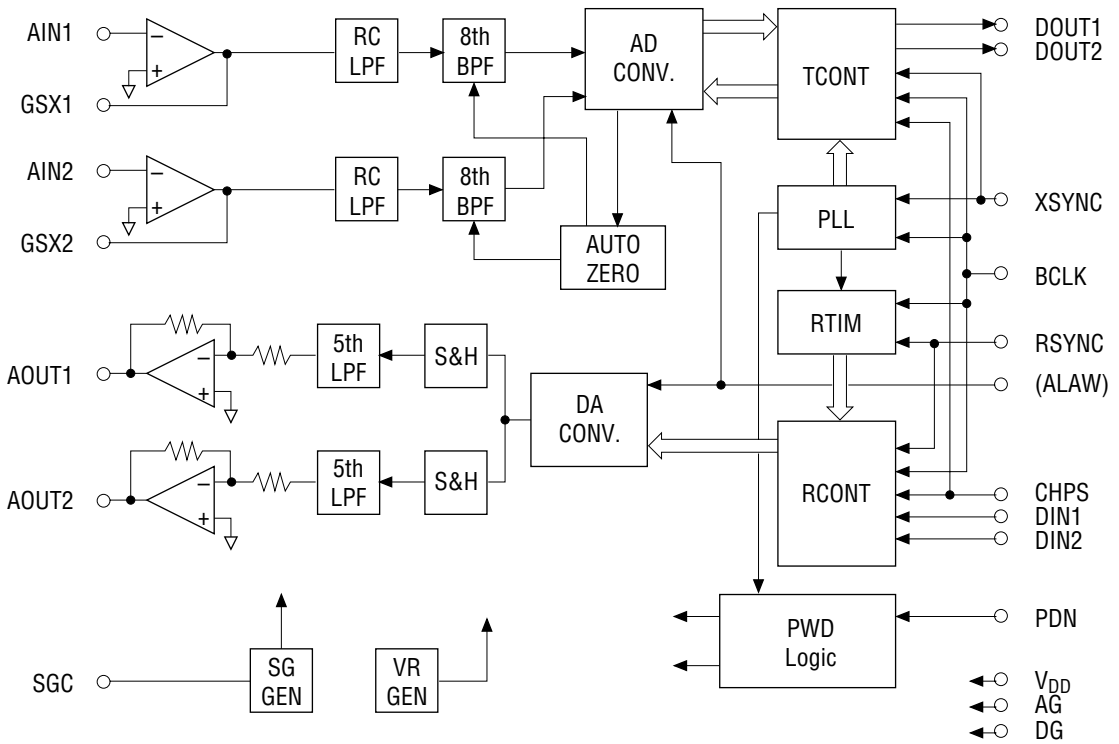 AIN1
GSX1
AIN2
GSX2
AOUT1
AOUT2
SGC
−
+
−
+
−
+
−
+
RC
LPF
8th
BPF
RC
LPF
8th
BPF
AD
CONV.
AUTO
ZERO
TCONT
PLL
RTIM
5th
LPF
S&H
DA
CONV.
5th
LPF
S&H
RCONT
SG
GEN
VR
GEN
PWD
Logic
DOUT1
DOUT2
XSYNC
BCLK
RSYNC
(ALAW)
CHPS
DIN1
DIN2
PDN
VDD
AG
DG